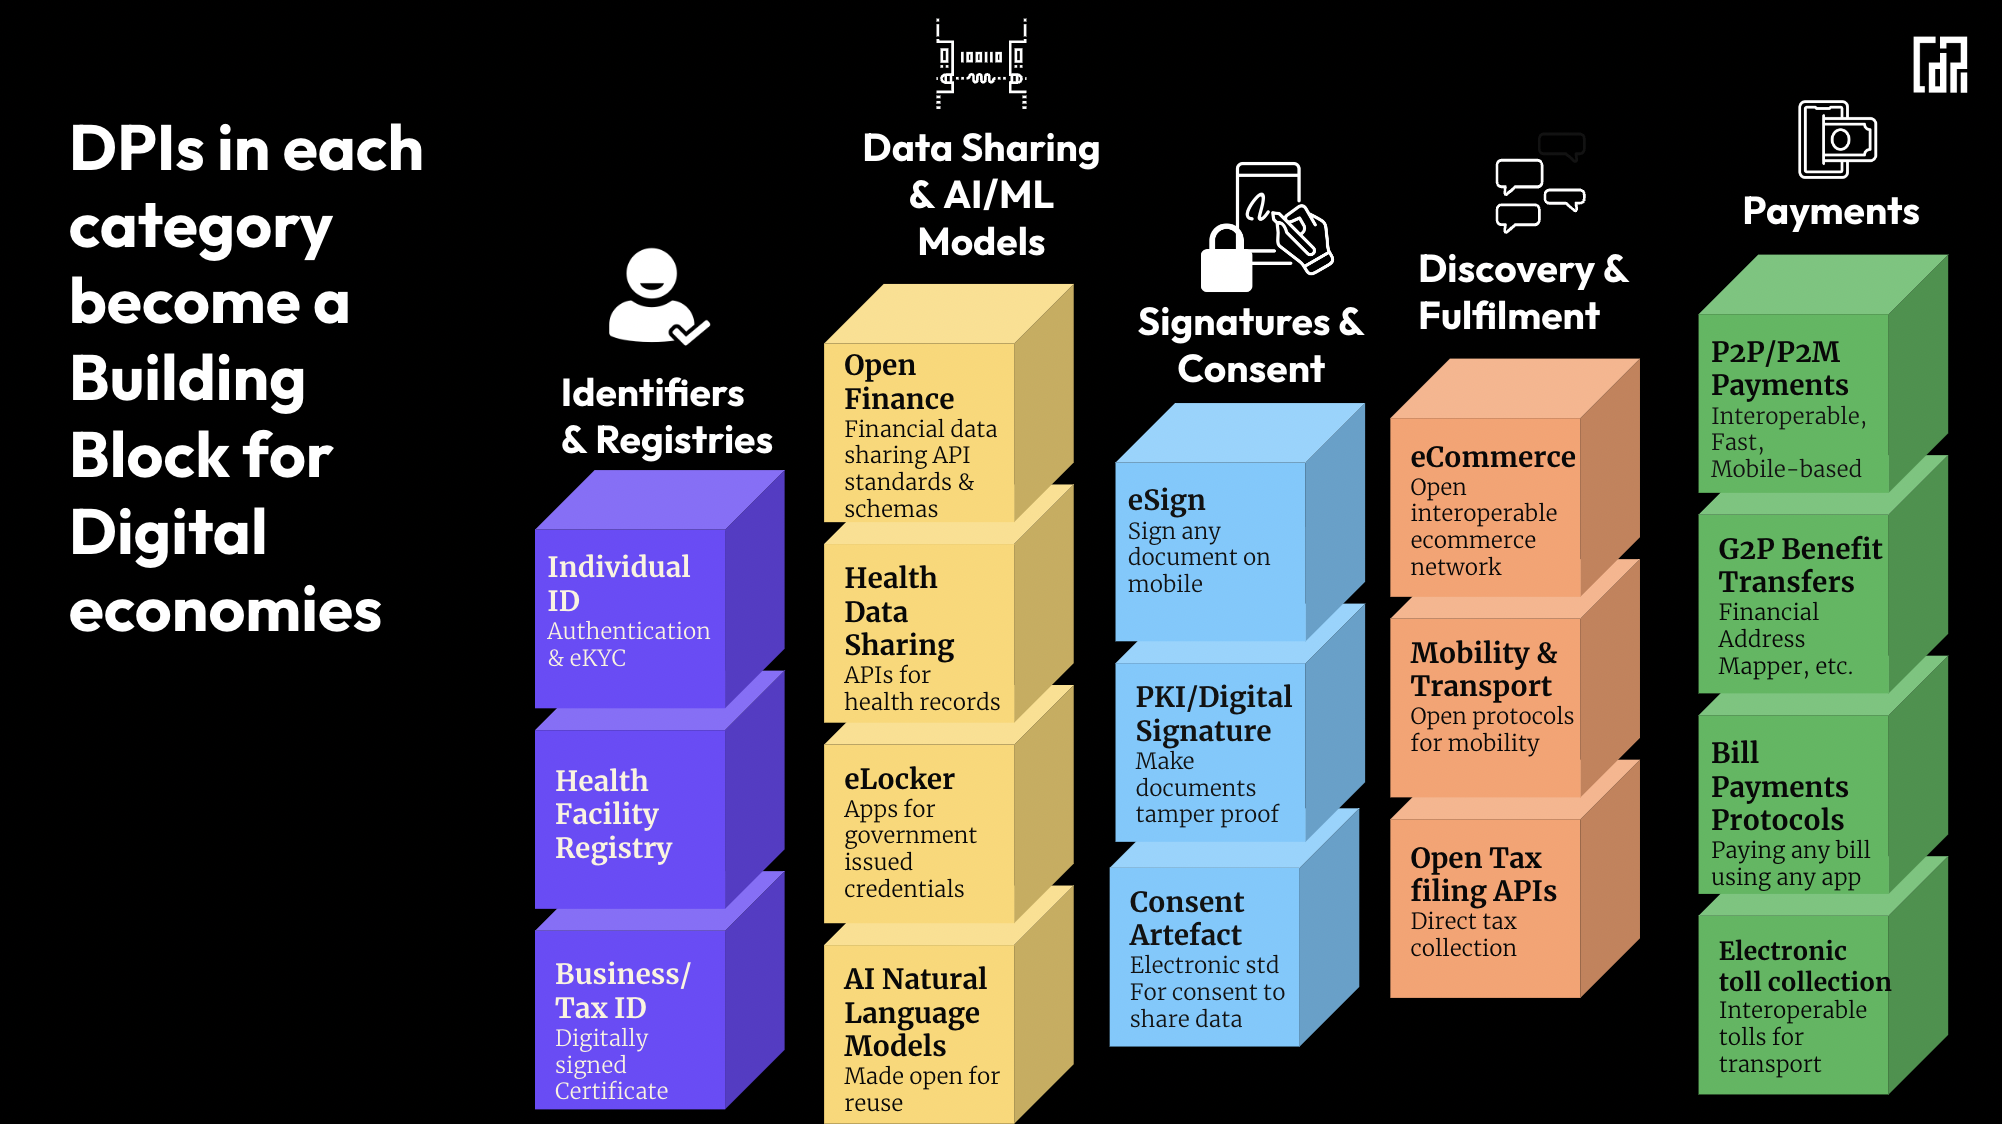 DPIs in each
category
become a
Building
Block for
Digital
economies
Identifiers
& Registries
Individual
ID
Authentication
& eKYC
Health
Facility
Registry
Business/
Tax ID
Digitally
signed
Certificate
Data Sharing
& AI/ML
Models
Open
Finance
Financial data
sharing API
standards &
schemas
Health
Data
Sharing
APIs for
health records
eLocker
Apps for
government
issued
credentials
AI Natural
Language
Models
Made open for
reuse
Signatures &
Consent
eSign
Sign any
document on
mobile
PKI/Digital
Signature
Make
documents
tamper proof
Consent
Artefact
Electronic std
For consent to
share data
Discovery &
Fulfilment
eCommerce
Open
interoperable
ecommerce
network
Mobility &
Transport
Open protocols
for mobility
Open Tax
filing APIs
Direct tax
collection
Payments
P2P/P2M
Payments
Interoperable,
Fast,
Mobile-based
G2P Benefit
Transfers
Financial
Address
Mapper, etc.
Bill
Payments
Protocols
Paying any bill
using any app
Electronic
toll collection
Interoperable
tolls for
transport